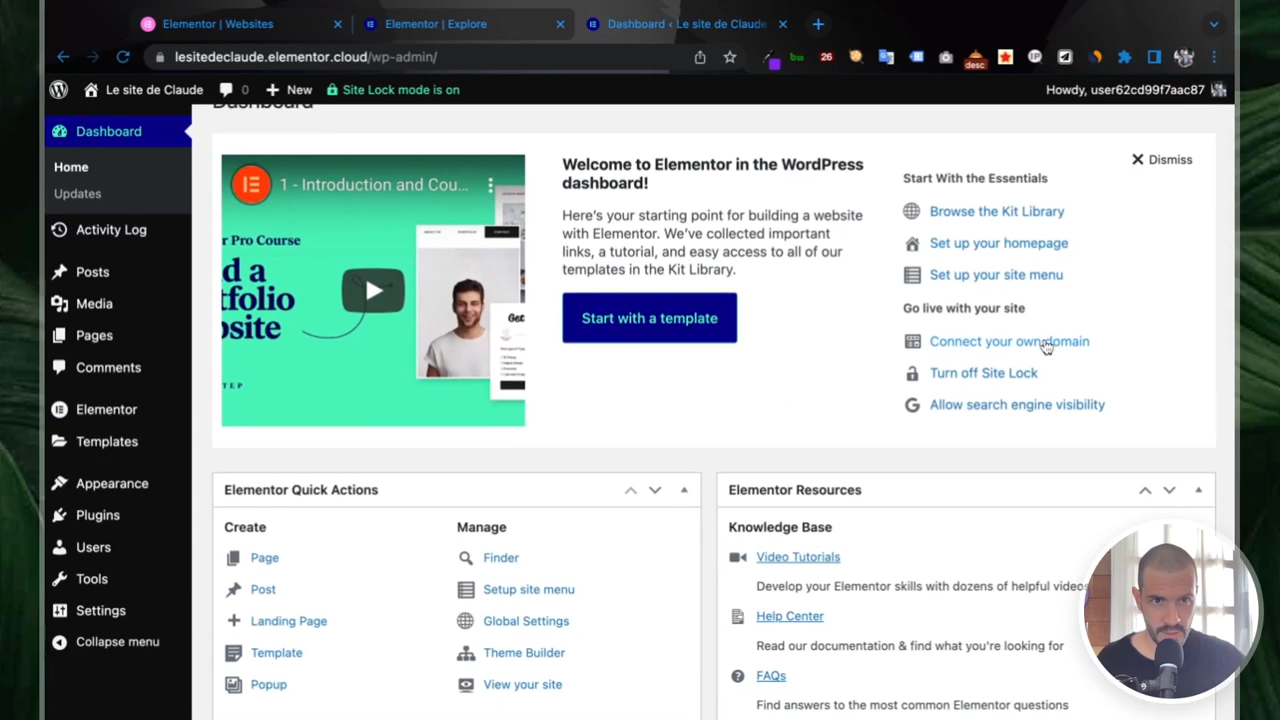 Elementor | Websites
Elementor | Explore
Dashboard ‹ Le site de Claude
lesitedeclaude.elementor.cloud/wp-admin/
bu
26
desc
Le site de Claude
0
New
Site Lock mode is on
Howdy, user62cd99f7aac87
Dashboard
Home
Updates
Activity Log
Posts
Media
Pages
Comments
Elementor
Templates
Appearance
Plugins
Users
Tools
Settings
Collapse menu
Dashboard
1 - Introduction and Cou...
r Pro Course
d a
tfolio
site
TEP
Get
Welcome to Elementor in the WordPress
dashboard!
Here's your starting point for building a website
with Elementor. We've collected important
links, a tutorial, and easy access to all of our
templates in the Kit Library.
Start with a template
Dismiss
Start With the Essentials
Browse the Kit Library
Set up your homepage
Set up your site menu
Go live with your site
Connect your own domain
Turn off Site Lock
Allow search engine visibility
Elementor Quick Actions
Create
Page
Post
Landing Page
Template
Popup
Manage
Finder
Setup site menu
Global Settings
Theme Builder
View your site
Elementor Resources
Knowledge Base
Video Tutorials
Develop your Elementor skills with dozens of helpful videos
Help Center
Read our documentation & find what you're looking for
FAQs
Find answers to the most common Elementor questions